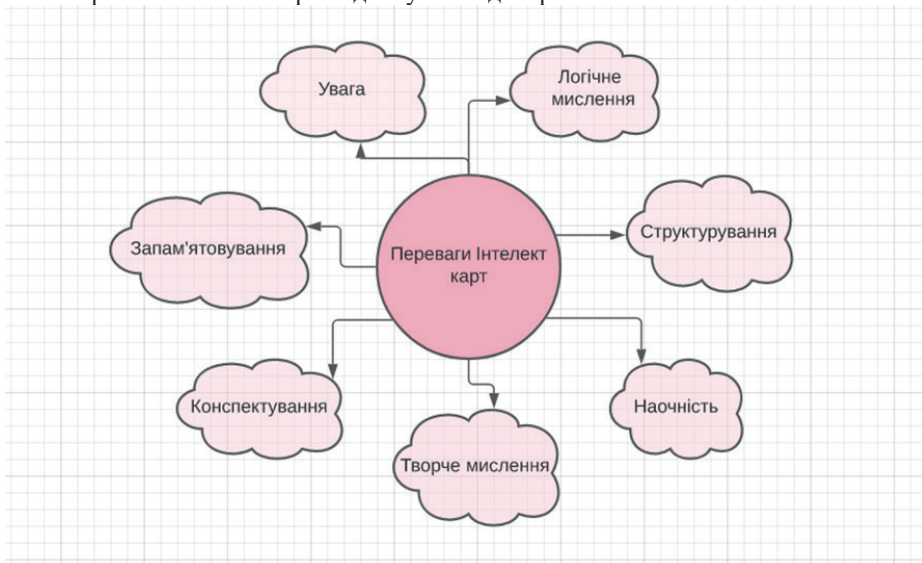 Увага
Логічне
мислення
Запам'ятовування
Переваги Інтелект
карт
Структурування
Конспектування
Творче мислення
Наочність